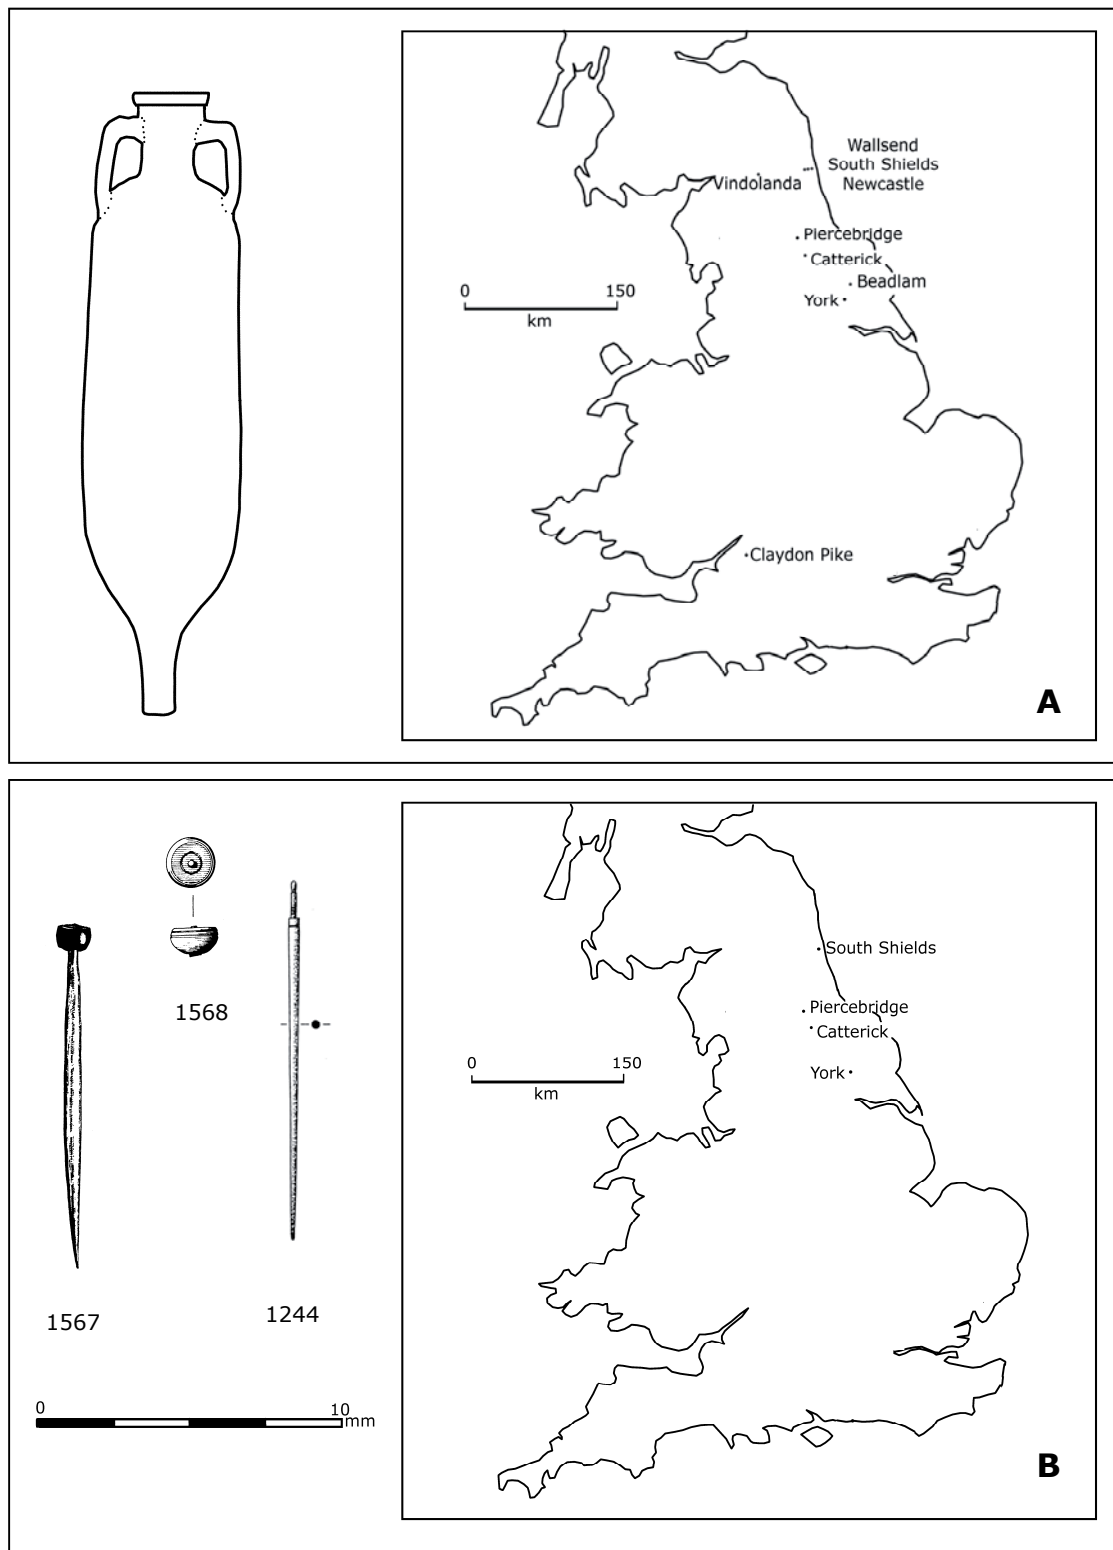 Wallsend
South Shields
Vindolanda
Newcastle
Piercebridge
Catterick
Beadlam
York
0
150
km
Claydon Pike
A
1568
1567
1244
0
10
mm
South Shields
Piercebridge
Catterick
York
0
150
km
B